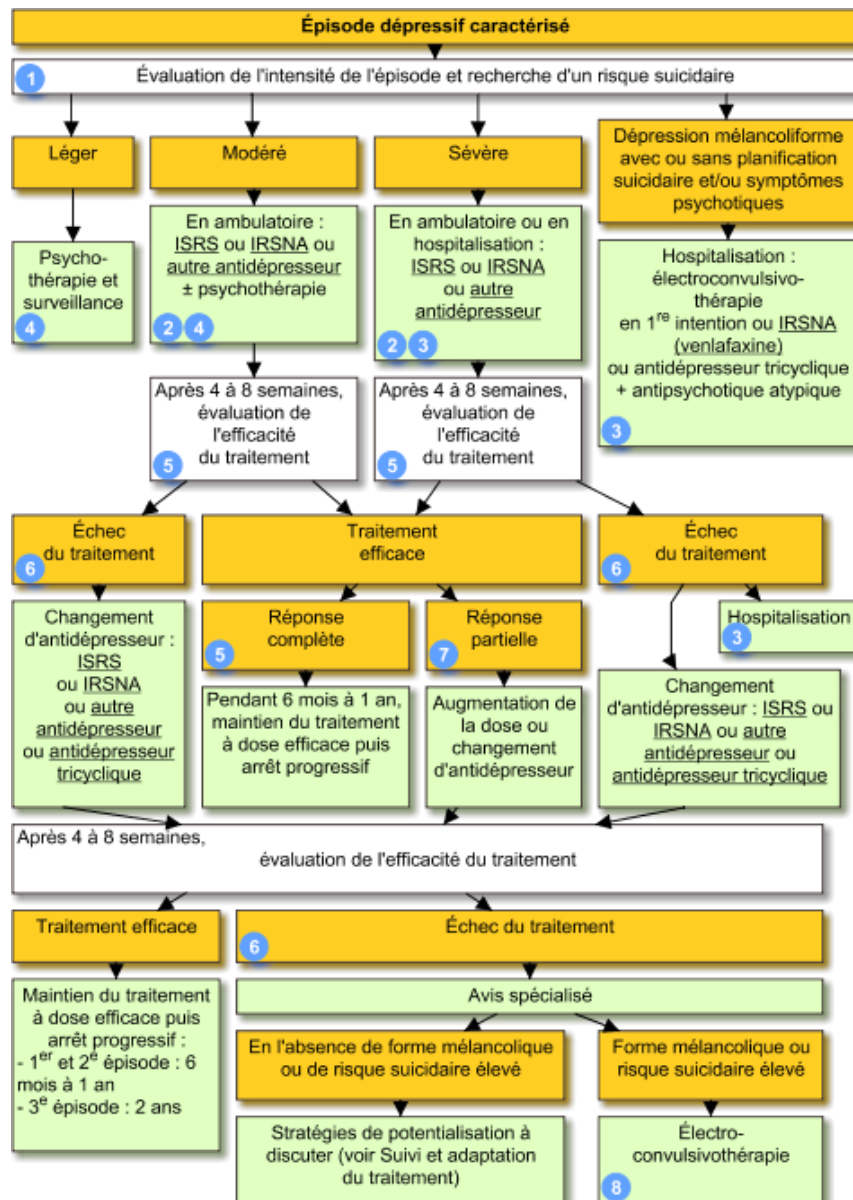 Épisode dépressif caractérisé
1
Évaluation de l'intensité de l'épisode et recherche d'un risque suicidaire
Léger
Modéré
Sévère
Dépression mélancoliforme
avec ou sans planification
suicidaire et/ou symptômes
psychotiques
Psycho-
thérapie et
surveillance
4
En ambulatoire :
ISRS ou IRSNA ou
autre antidépresseur
± psychothérapie
2 4
En ambulatoire ou en
hospitalisation :
ISRS ou IRSNA
ou autre
antidépresseur
2 3
Hospitalisation :
électroconvulsivo-
thérapie
en 1re intention ou IRSNA
(venlafaxine)
ou antidépresseur tricyclique
+ antipsychotique atypique
3
Après 4 à 8 semaines,
évaluation de
l'efficacité
du traitement
5
Après 4 à 8 semaines,
évaluation de
l'efficacité
du traitement
5
Échec
du traitement
6
Traitement
efficace
Échec
du traitement
6
Changement
d'antidépresseur :
ISRS
ou IRSNA
ou autre
antidépresseur
ou antidépresseur
tricyclique
Réponse
complète
5
Réponse
partielle
7
Hospitalisation
3
Pendant 6 mois à 1 an,
maintien du traitement
à dose efficace puis
arrêt progressif
Augmentation de
la dose ou
changement
d'antidépresseur
Changement
d'antidépresseur : ISRS ou
IRSNA ou autre
antidépresseur ou
antidépresseur tricyclique
Après 4 à 8 semaines,
évaluation de l'efficacité du traitement
Traitement efficace
Échec du traitement
6
Maintien du traitement
à dose efficace puis
arrêt progressif :
- 1er et 2e épisode : 6
mois à 1 an
- 3e épisode : 2 ans
Avis spécialisé
En l'absence de forme mélancolique
ou de risque suicidaire élevé
Forme mélancolique ou
risque suicidaire élevé
Stratégies de potentialisation à
discuter (voir Suivi et adaptation
du traitement)
Électro-
convulsivothérapie
8